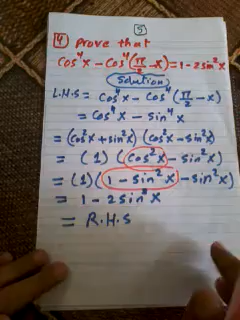 5
4 Prove that
cos⁴x - cos⁴(π/2 - x) = 1 - 2sin²x
Solution
L.H.S = cos⁴x - cos⁴(π/2 - x)
= cos⁴x - sin⁴x
= (cos²x + sin²x) (cos²x - sin²x)
= (1) (cos²x - sin²x)
= (1) (1 - sin²x - sin²x)
= 1 - 2sin²x
= R.H.S